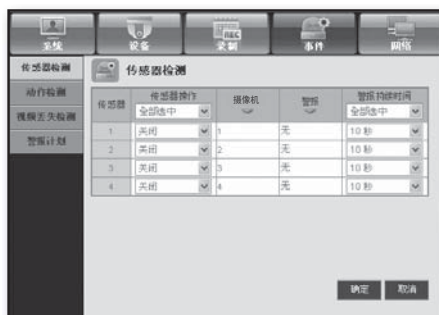 系统 设备 录制 事件 网络
REC
传感器检测
动作检测
视频丢失检测
警报计划
传感器检测
传感器 传感器操作 摄像机 警报 警报持续时间
全部选中 全部选中
1 关闭 1 无 10 秒
2 关闭 2 无 10 秒
3 关闭 3 无 10 秒
4 关闭 4 无 10 秒
确定 取消